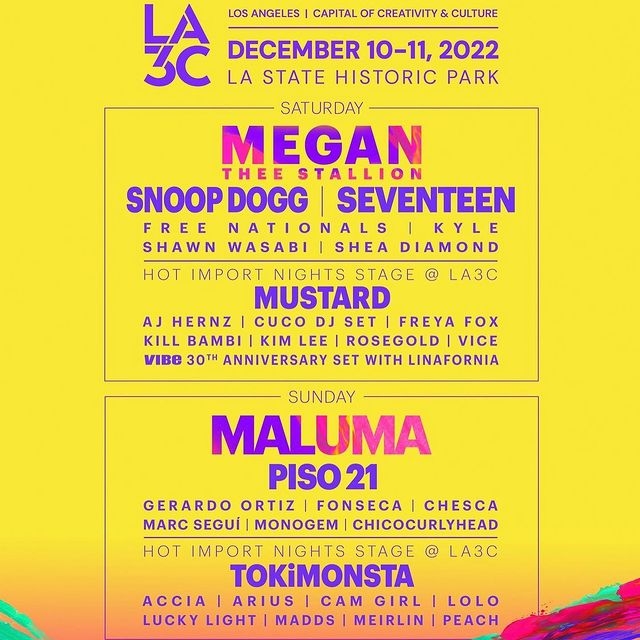 LA
3C
LOS ANGELES | CAPITAL OF CREATIVITY & CULTURE
DECEMBER 10–11, 2022
LA STATE HISTORIC PARK
SATURDAY
MEGAN
THEE STALLION
SNOOP DOGG | SEVENTEEN
FREE NATIONALS | KYLE
SHAWN WASABI | SHEA DIAMOND
HOT IMPORT NIGHTS STAGE @ LA3C
MUSTARD
AJ HERNZ | CUCO DJ SET | FREYA FOX
KILL BAMBI | KIM LEE | ROSEGOLD | VICE
VIBE 30TH ANNIVERSARY SET WITH LINAFORNIA
SUNDAY
MALUMA
PISO 21
GERARDO ORTIZ | FONSECA | CHESCA
MARC SEGUÍ | MONOGEM | CHICOCURLYHEAD
HOT IMPORT NIGHTS STAGE @ LA3C
TOKiMONSTA
ACCIA | ARIUS | CAM GIRL | LOLO
LUCKY LIGHT | MADDS | MEIRLIN | PEACH